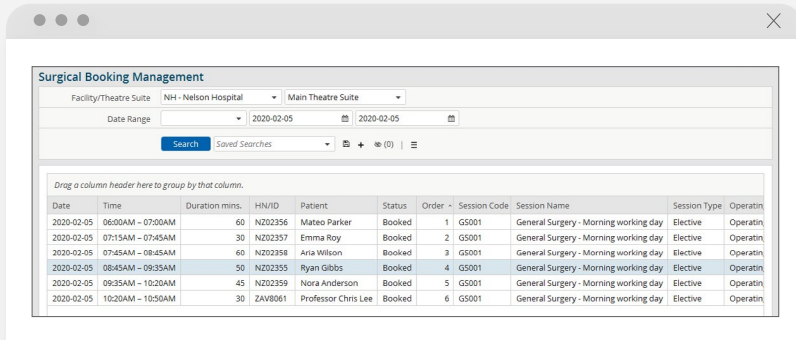 Surgical Booking Management
Facility/Theatre Suite NH - Nelson Hospital Main Theatre Suite
Date Range 2020-02-05 2020-02-05
Search Saved Searches (0) |
Drag a column header here to group by that column.
Date Time Duration mins. HN/ID Patient Status Order Session Code Session Name Session Type Operatin
2020-02-05 06:00AM – 07:00AM 60 NZ02356 Mateo Parker Booked 1 GS001 General Surgery - Morning working day Elective Operatin
2020-02-05 07:15AM – 07:45AM 30 NZ02357 Emma Roy Booked 2 GS001 General Surgery - Morning working day Elective Operatin
2020-02-05 07:45AM – 08:45AM 60 NZ02358 Aria Wilson Booked 3 GS001 General Surgery - Morning working day Elective Operatin
2020-02-05 08:45AM – 09:35AM 50 NZ02355 Ryan Gibbs Booked 4 GS001 General Surgery - Morning working day Elective Operatin
2020-02-05 09:35AM – 10:20AM 45 NZ02359 Nora Anderson Booked 5 GS001 General Surgery - Morning working day Elective Operatin
2020-02-05 10:20AM – 10:50AM 30 ZAV8061 Professor Chris Lee Booked 6 GS001 General Surgery - Morning working day Elective Operatin